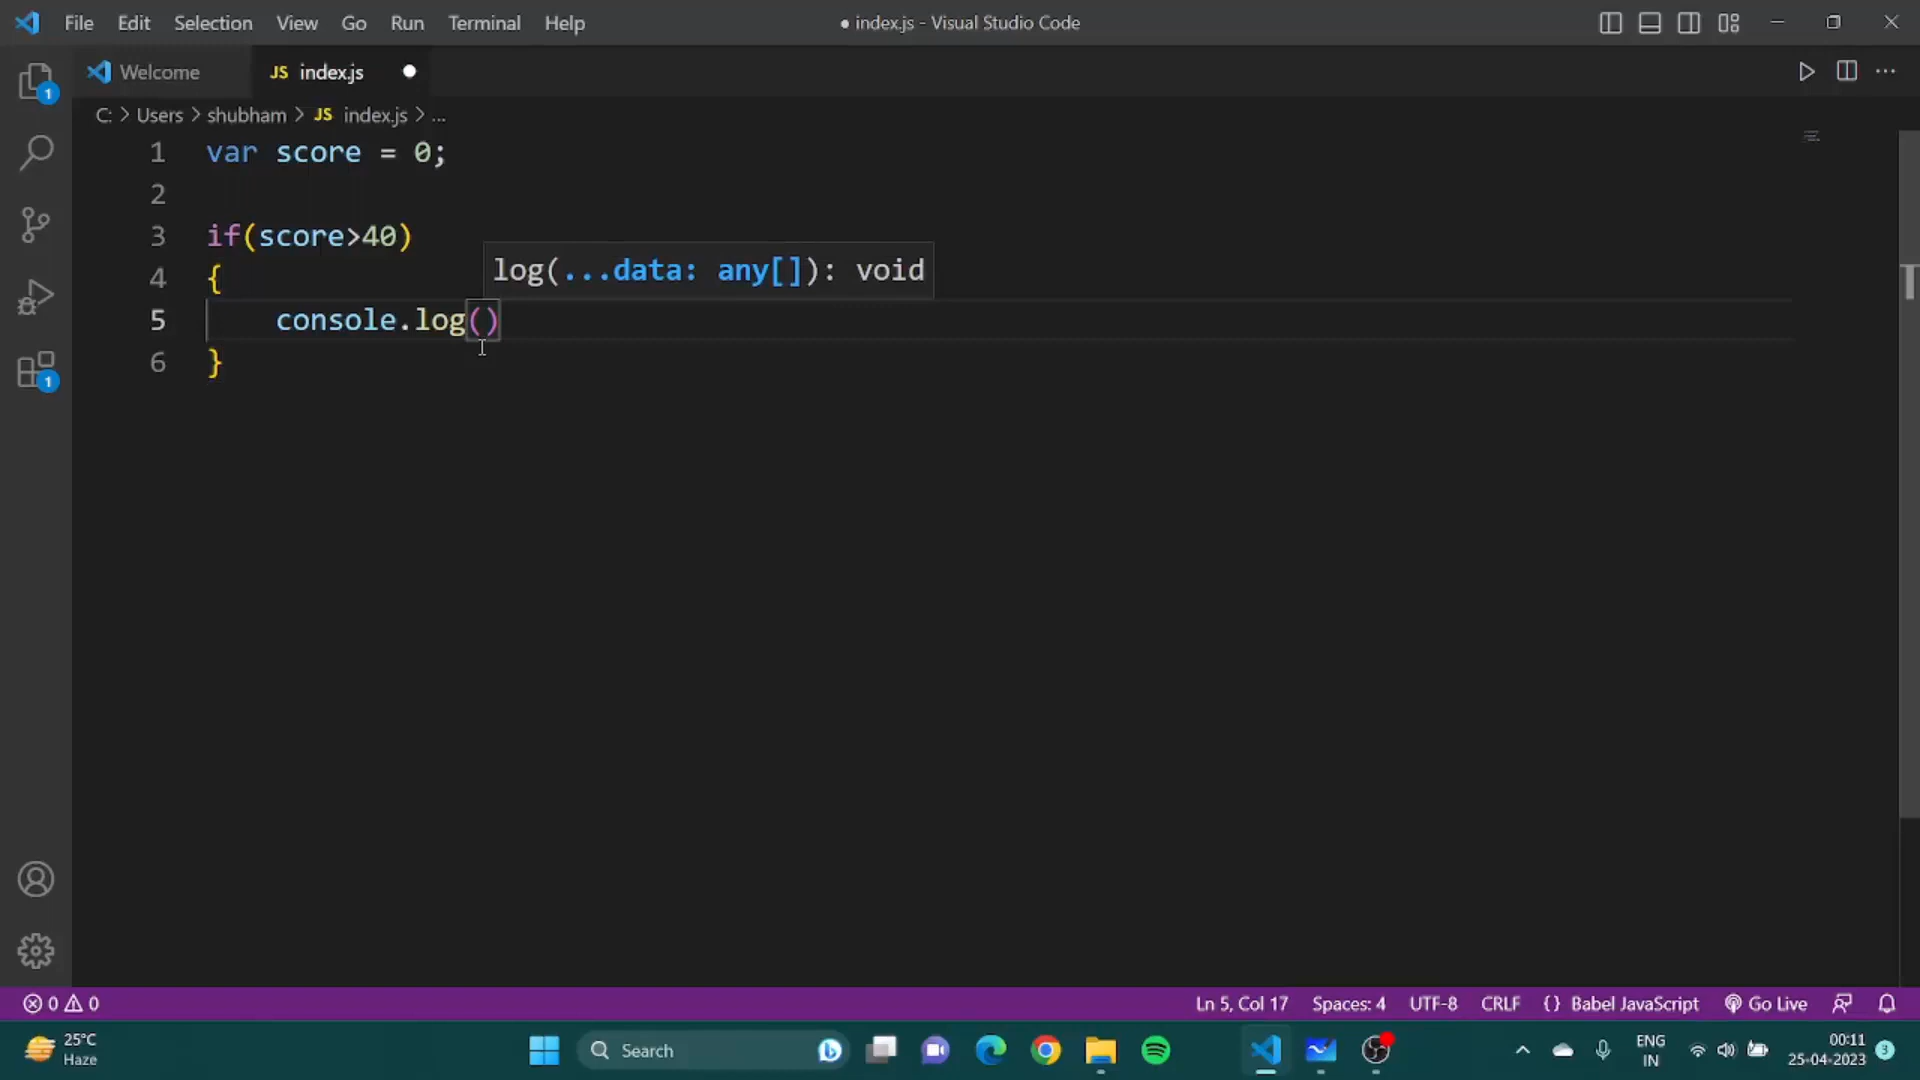 File Edit Selection View Go Run Terminal Help
● index.js - Visual Studio Code
Welcome
JS index.js ●
C: > Users > shubham > JS index.js > ...
1 var score = 0;
2
3 if(score>40)
4 {
log(...data: any[]): void
5 console.log()
6 }
1
1
0 0
Ln 5, Col 17 Spaces: 4 UTF-8 CRLF {} Babel JavaScript Go Live
25°C
Haze
Search
ENG
IN
00:11
25-04-2023
3